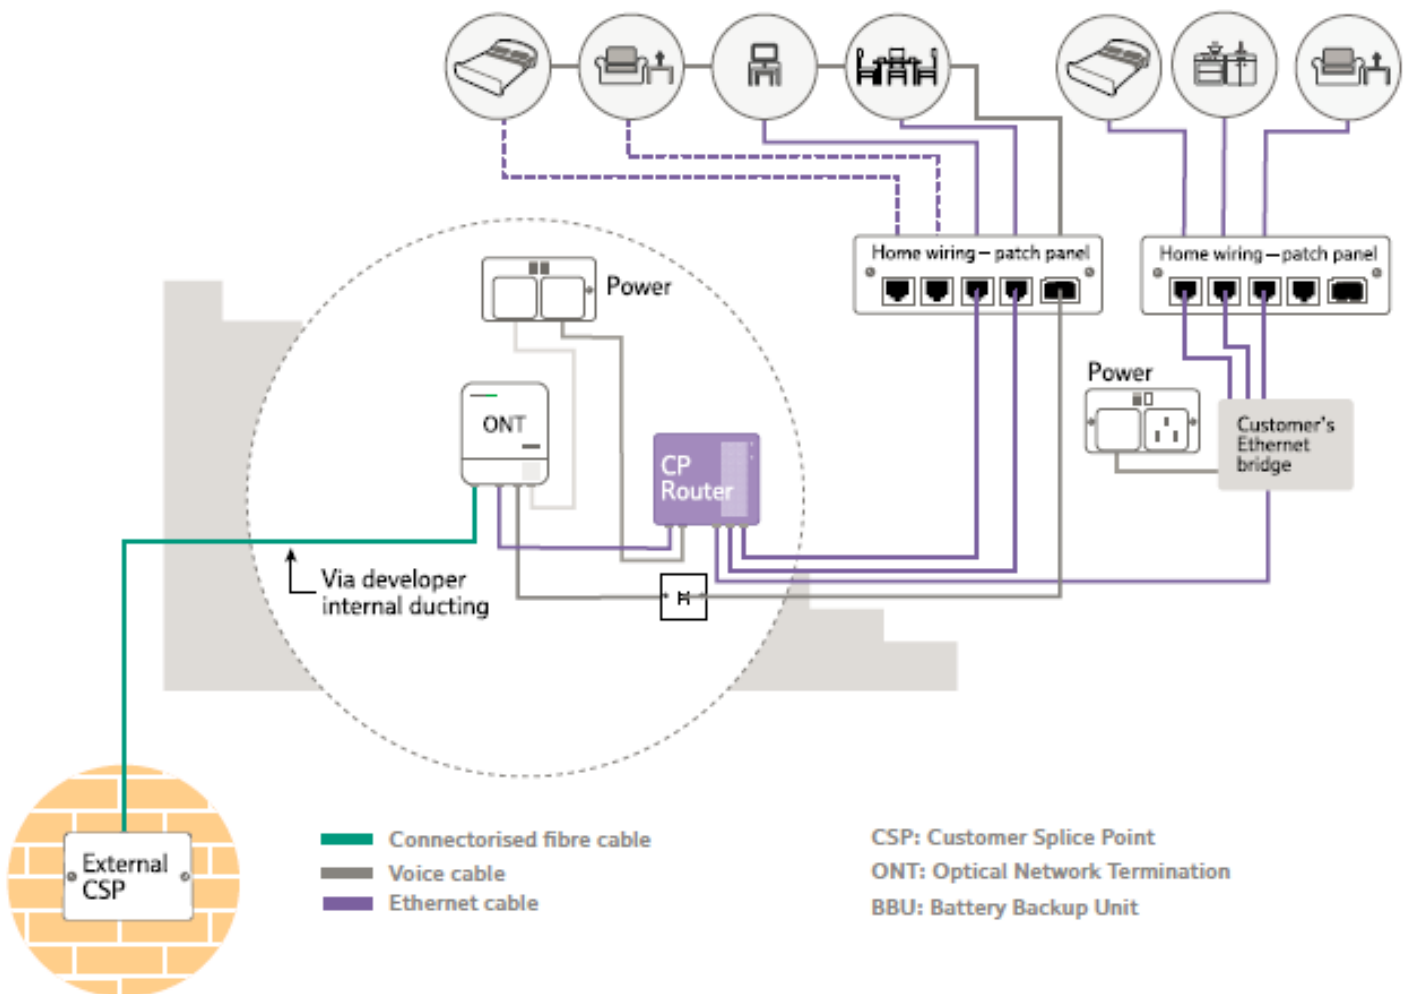 Home wiring – patch panel
Home wiring – patch panel
Power
Power
ONT
Customer's
Ethernet
bridge
CP
Router
Via developer
internal ducting
External
CSP
Connectorised fibre cable
Voice cable
Ethernet cable
CSP: Customer Splice Point
ONT: Optical Network Termination
BBU: Battery Backup Unit